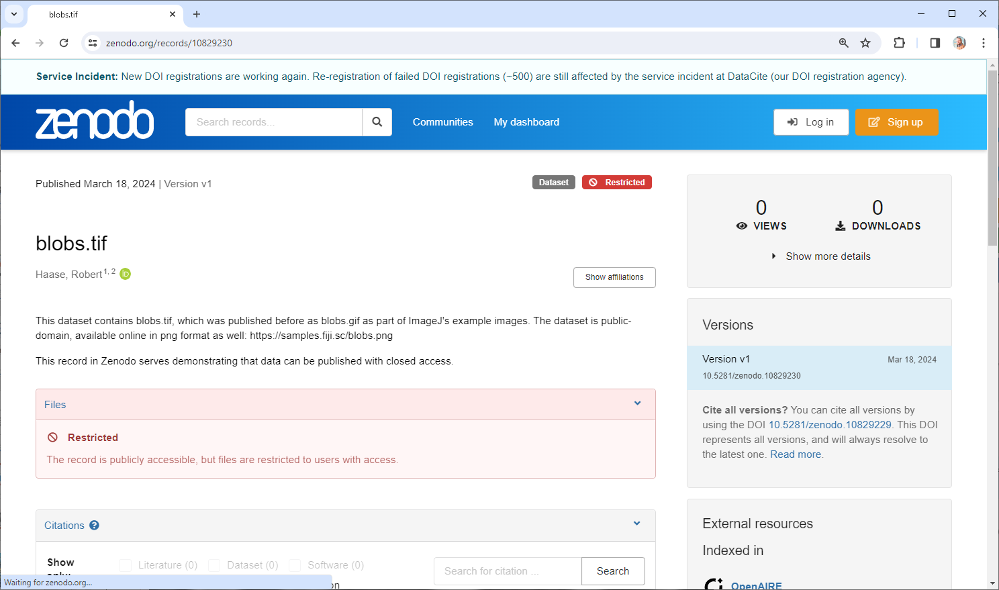 blobs.tif
zenodo.org/records/10829230
Service Incident: New DOI registrations are working again. Re-registration of failed DOI registrations (~500) are still affected by the service incident at DataCite (our DOI registration agency).
zenodo
Search records...
Communities
My dashboard
Log in
Sign up
Published March 18, 2024 | Version v1
Dataset
Restricted
blobs.tif
Haase, Robert 1, 2
iD
Show affiliations
This dataset contains blobs.tif, which was published before as blobs.gif as part of ImageJ's example images. The dataset is public-
domain, available online in png format as well: https://samples.fiji.sc/blobs.png
This record in Zenodo serves demonstrating that data can be published with closed access.
Files
Restricted
The record is publicly accessible, but files are restricted to users with access.
Citations
Show
only:
Literature (0)
Dataset (0)
Software (0)
on
Search for citation ...
Search
0
VIEWS
0
DOWNLOADS
Show more details
Versions
Version v1
Mar 18, 2024
10.5281/zenodo.10829230
Cite all versions? You can cite all versions by
using the DOI 10.5281/zenodo.10829229. This DOI
represents all versions, and will always resolve to
the latest one. Read more.
External resources
Indexed in
OpenAIRE
Waiting for zenodo.org...